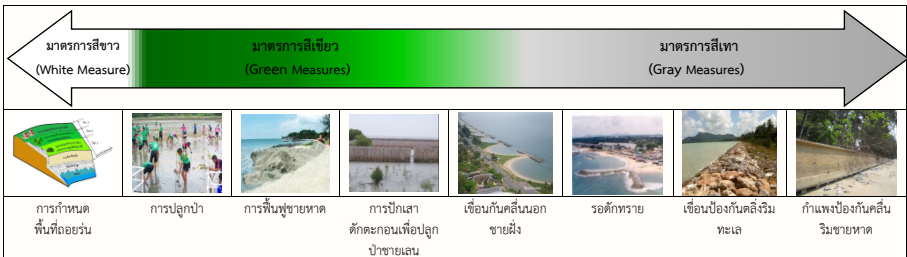 มาตรการสีขาว
(White Measure)
มาตรการสีเขียว
(Green Measures)
มาตรการสีเทา
(Gray Measures)
การกำหนด
พื้นที่ถอยร่น
การปลูกป่า
การฟื้นฟูชายหาด
การปักเสา
ดักตะกอนเพื่อปลูก
ป่าชายเลน
เขื่อนกันคลื่นนอก
ชายฝั่ง
รอดักทราย
เขื่อนป้องกันตลิ่งริม
ทะเล
กำแพงป้องกันคลื่น
ริมชายหาด